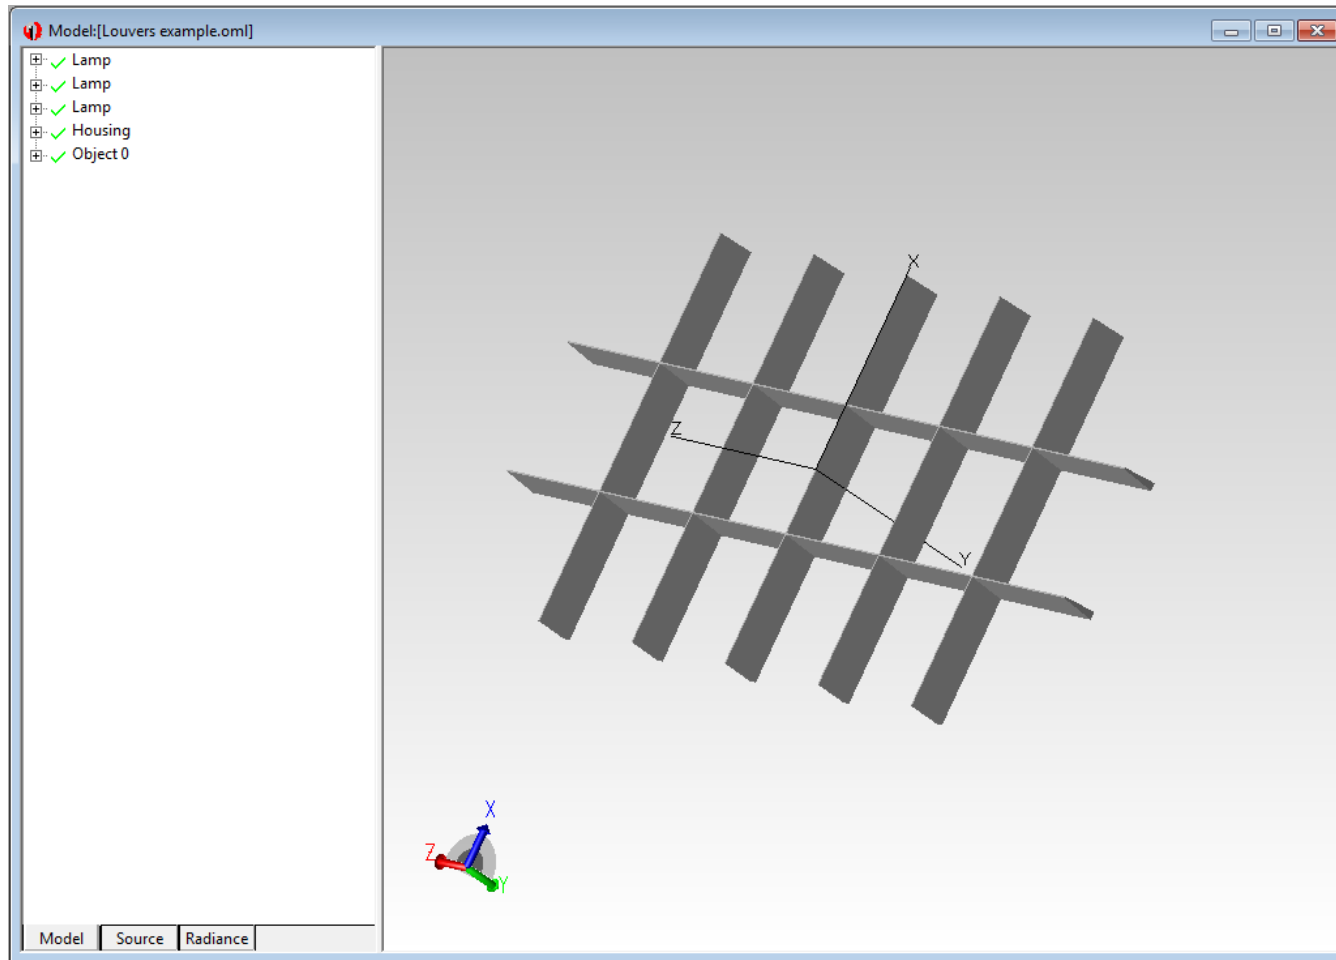 Model:[Louvers example.oml]
Lamp
Lamp
Lamp
Housing
Object 0
X
Z
Y
X
Z
Y
Model Source Radiance